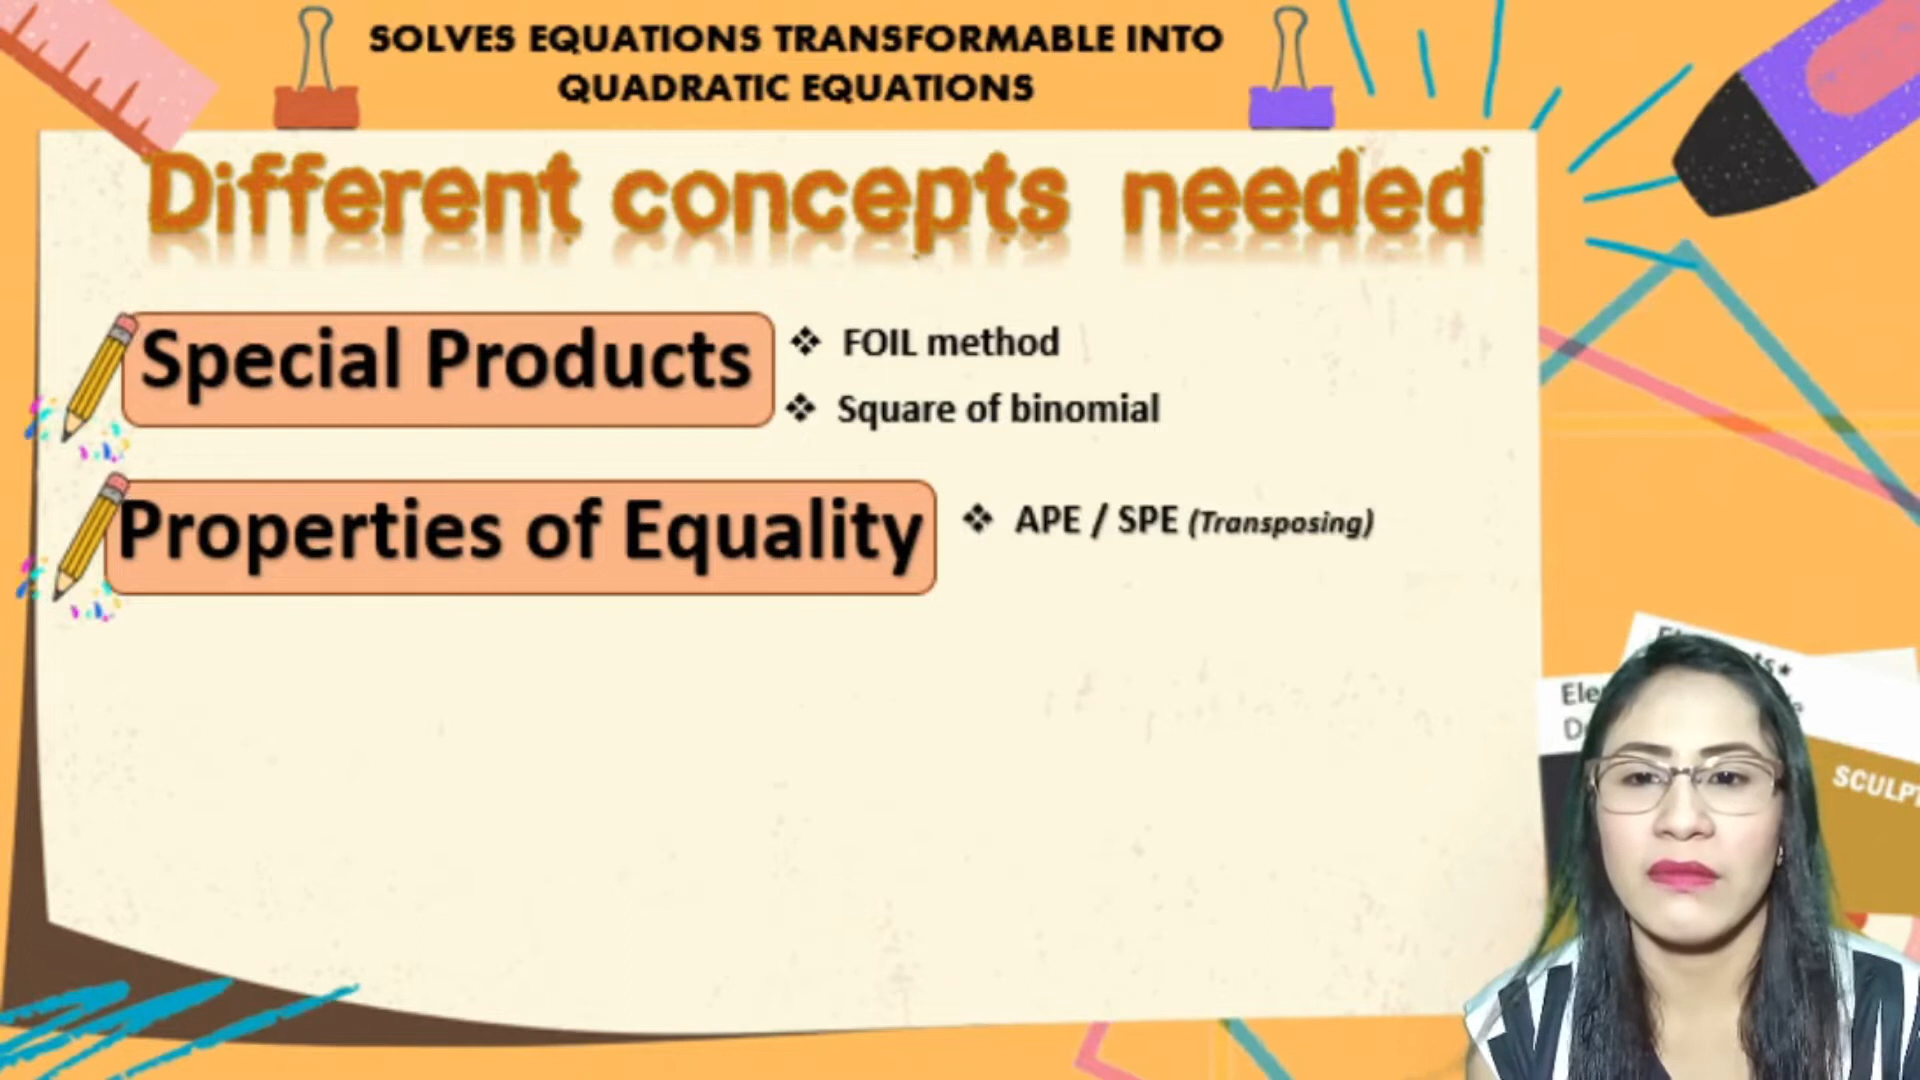 SOLVES EQUATIONS TRANSFORMABLE INTO
QUADRATIC EQUATIONS
Different concepts needed
Special Products
❖ FOIL method
❖ Square of binomial
Properties of Equality
❖ APE / SPE (Transposing)
SCULPT